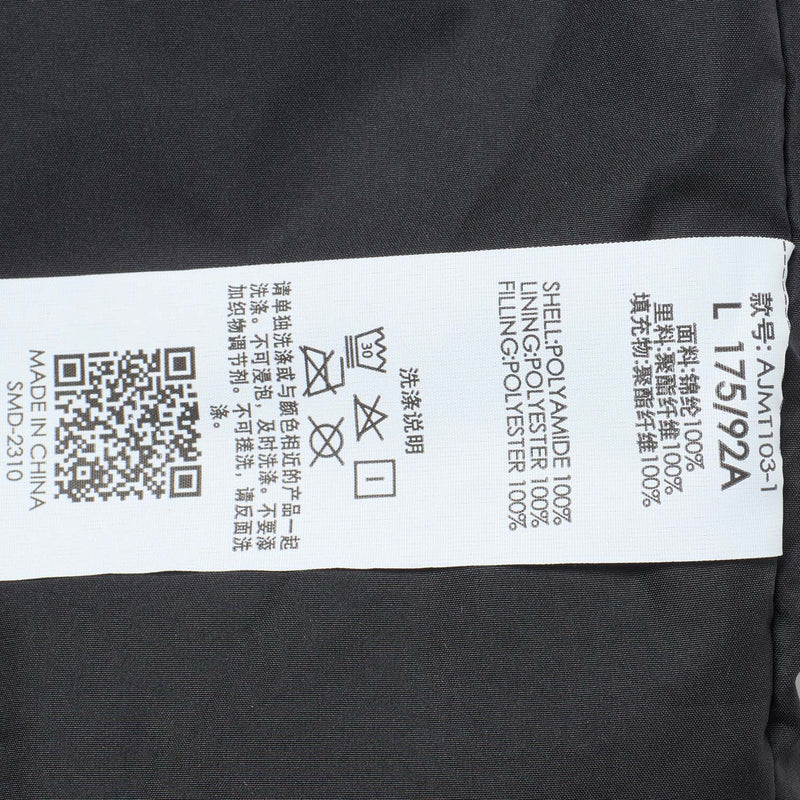 款号: AJMT103-1
L 175/92A
面料:锦纶100%
里料:聚酯纤维100%
填充物:聚酯纤维100%
SHELL:POLYAMIDE 100%
LINING:POLYESTER 100%
FILLING:POLYESTER 100%
洗涤说明
30
请单独洗涤或与颜色相近的产品一起
洗涤。不可浸泡，及时洗涤。不要添
加织物调节剂。不可搓洗，请反面洗
涤。
MADE IN CHINA
SMD-2310